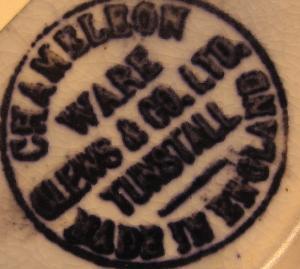 CHAMELEON
WARE
CLEWS & CO. LTD.
TUNSTALL
MADE IN ENGLAND